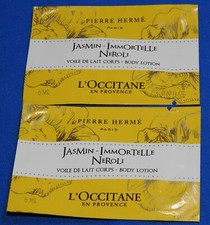 PIERRE HERMÉ
PARIS
JASMIN - IMMORTELLE
NEROLI
VOILE DE LAIT CORPS - BODY LOTION
L'OCCITANE
EN PROVENCE
PIERRE HERMÉ
PARIS
JASMIN - IMMORTELLE
NEROLI
VOILE DE LAIT CORPS - BODY LOTION
L'OCCITANE
EN PROVENCE